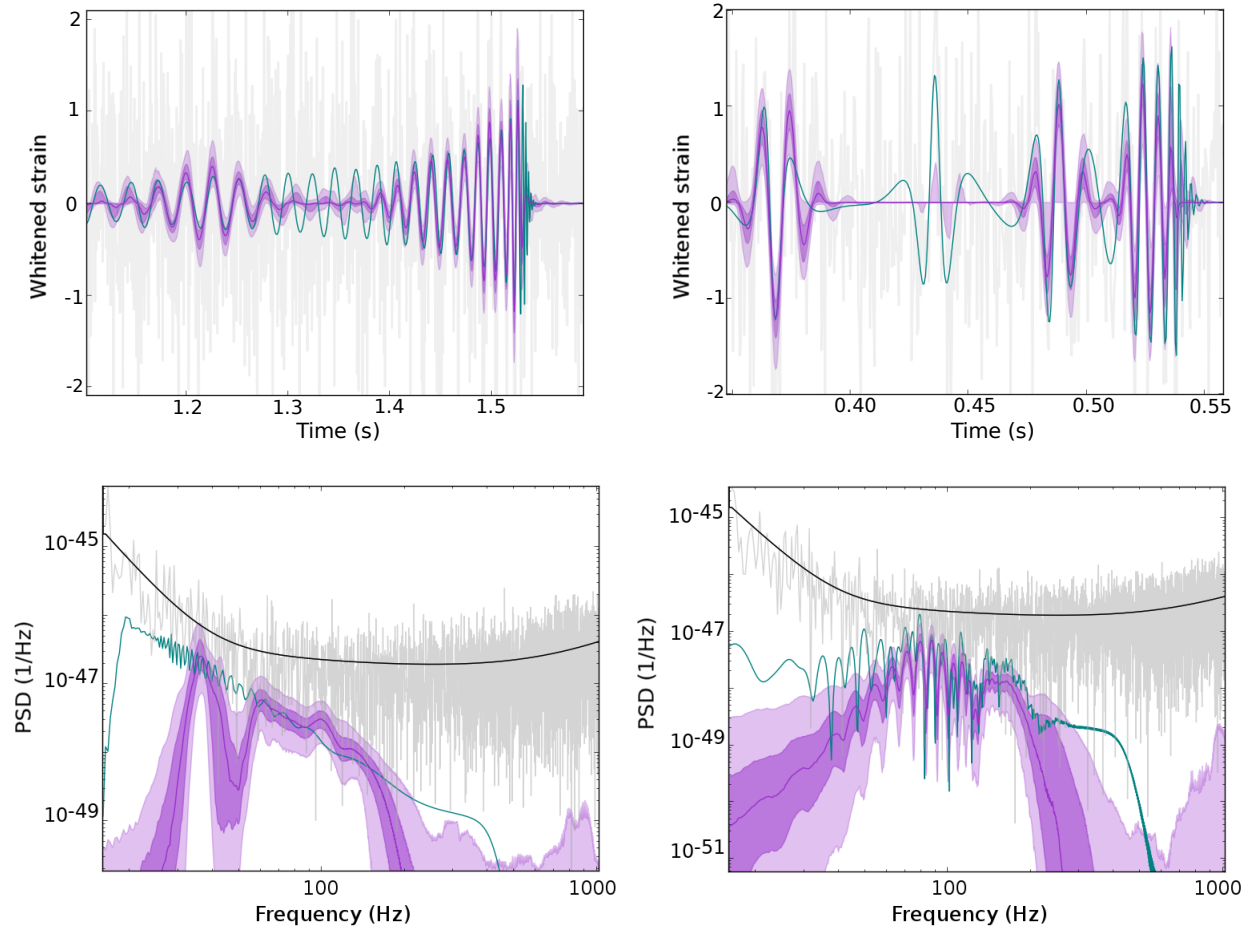 2
1
0
-1
-2
Whitened strain
1.2 1.3 1.4 1.5
Time (s)
2
1
0
-1
-2
Whitened strain
0.40 0.45 0.50 0.55
Time (s)
10-45
10-47
10-49
PSD (1/Hz)
100 1000
Frequency (Hz)
10-45
10-47
10-49
10-51
PSD (1/Hz)
100 1000
Frequency (Hz)